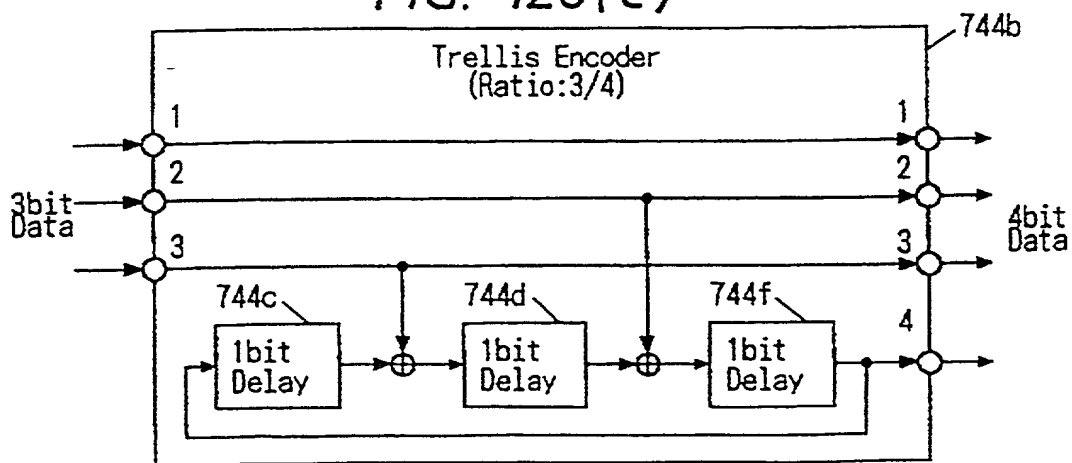 744b
Trellis Encoder
(Ratio:3/4)
1
1
2
2
3bit
Data
4bit
Data
3
3
744c
744d
744f
4
1bit
Delay
1bit
Delay
1bit
Delay